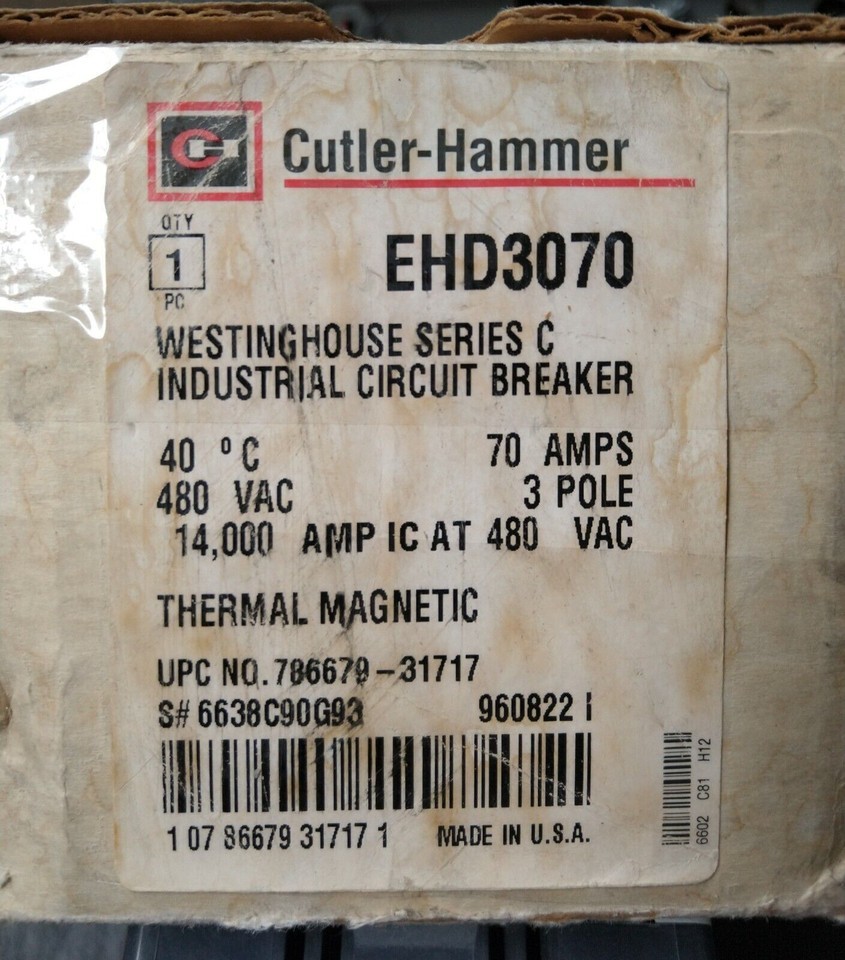 CH Cutler-Hammer
QTY
1
PC
EHD3070
WESTINGHOUSE SERIES C
INDUSTRIAL CIRCUIT BREAKER
40 °C 70 AMPS
480 VAC 3 POLE
14,000 AMP IC AT 480 VAC
THERMAL MAGNETIC
UPC NO. 786679-31717
S# 6638C90G93 960822 I
1 07 86679 31717 1 MADE IN U.S.A.
6602 C81 H12